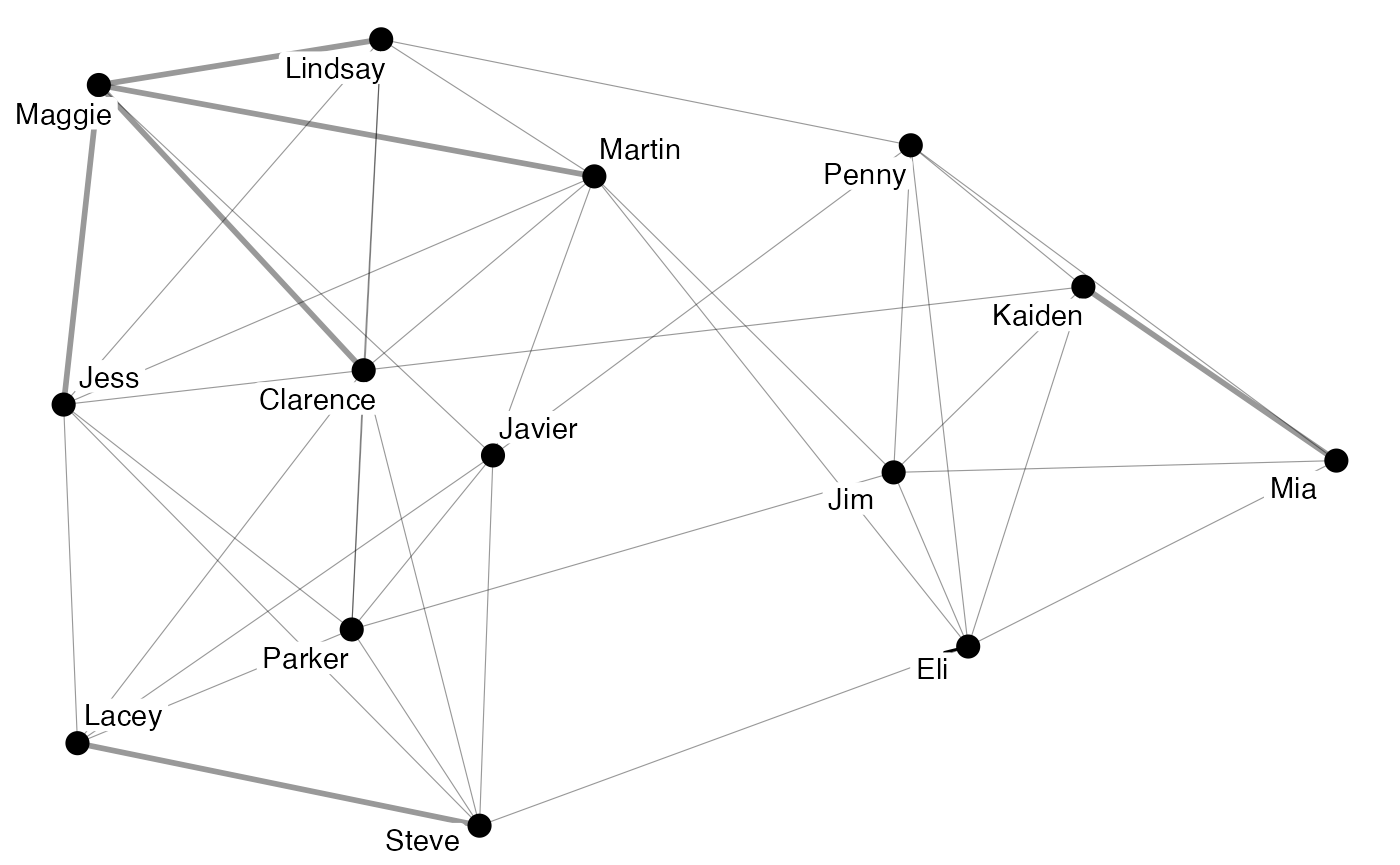 Lindsay
Maggie
Martin
Penny
Kaiden
Jess
Clarence
Javier
Mia
Jim
Parker
Eli
Lacey
Steve